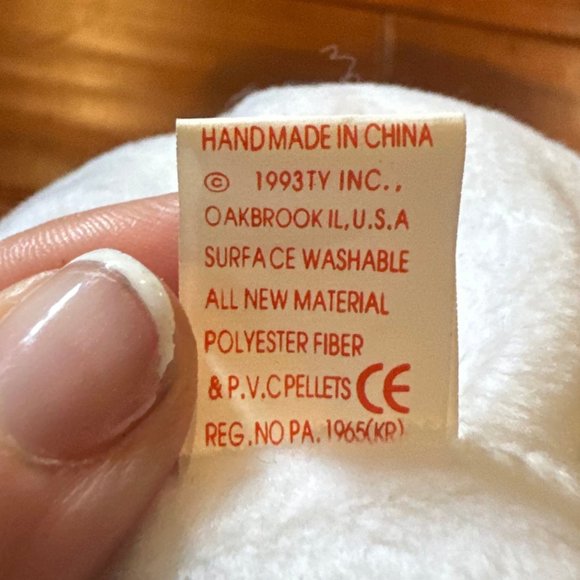 HANDMADE IN CHINA
© 1993TY INC.,
OAKBROOK IL, U.S.A
SURFACE WASHABLE
ALL NEW MATERIAL
POLYESTER FIBER
& P.V.C PELLETS CE
REG. NO PA. 1965(KR)